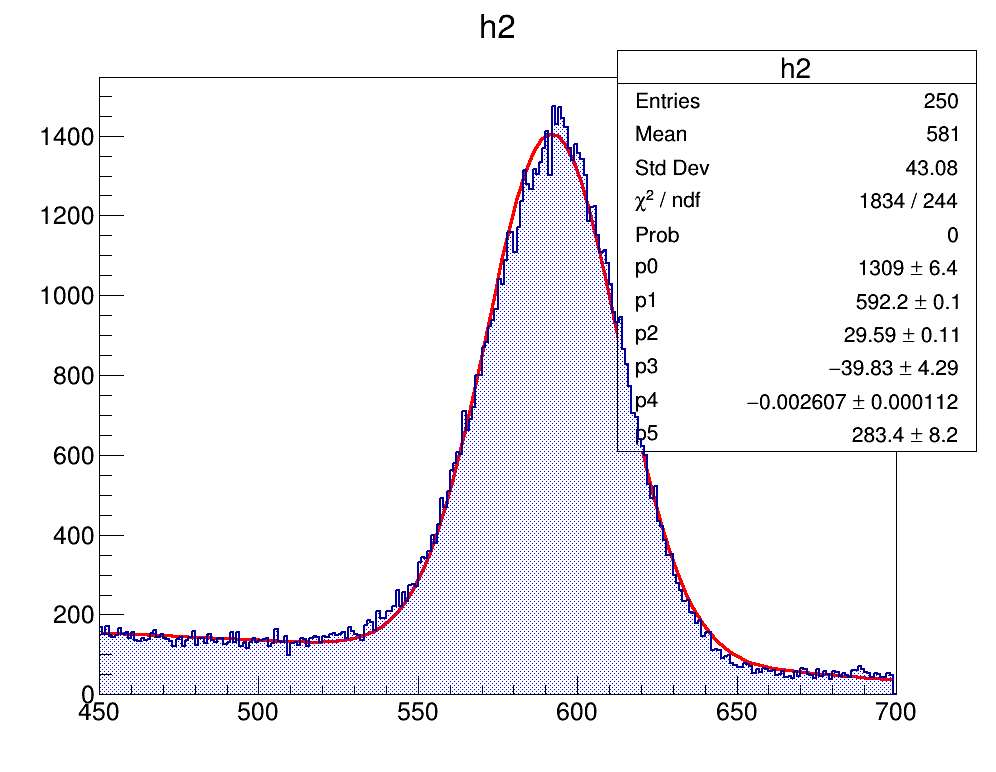 h2
h2
Entries 250
Mean 581
Std Dev 43.08
χ² / ndf 1834 / 244
Prob 0
p0 1309 ± 6.4
p1 592.2 ± 0.1
p2 29.59 ± 0.11
p3 −39.83 ± 4.29
p4 −0.002607 ± 0.000112
p5 283.4 ± 8.2
1400
1200
1000
800
600
400
200
0
450 500 550 600 650 700